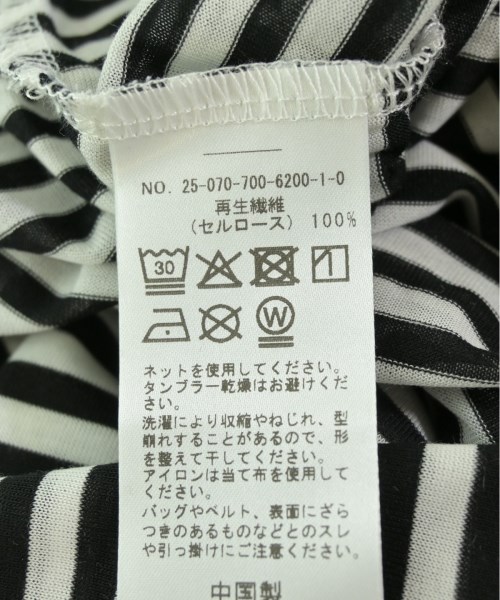 NO. 25-070-700-6200-1-0
再生繊維
(セルロース) 100%
30
W
ネットを使用してください。
タンブラー乾燥はお避けくだ
さい。
洗濯により収縮やねじれ、型
崩れすることがあるので、形
を整えて干してください。
アイロンは当て布を使用して
ください。
バッグやベルト、表面にざら
つきのあるものなどとのスレ
や引っ掛けにご注意ください。
中国製